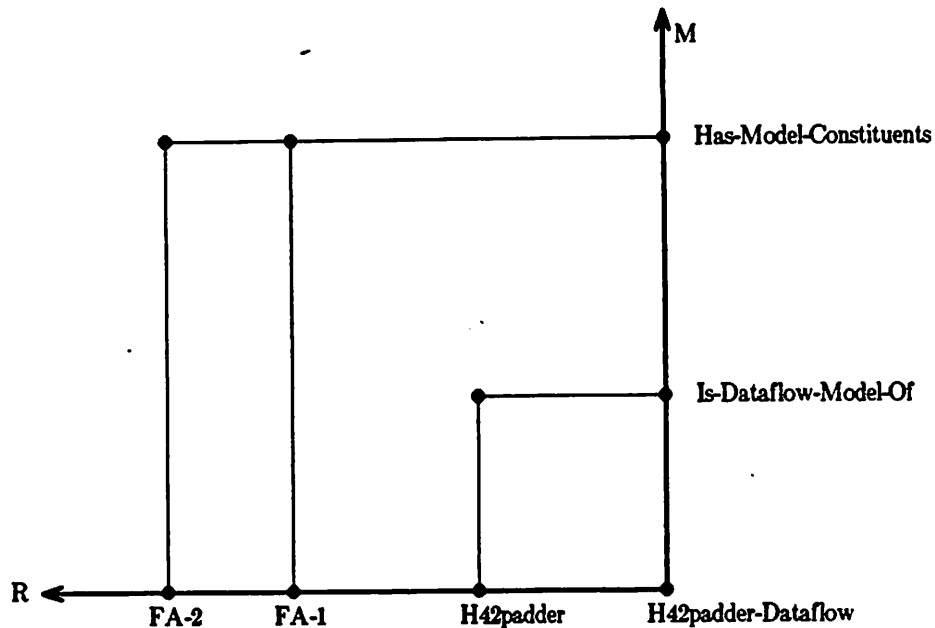 M
Has-Model-Constituents
Is-Dataflow-Model-Of
R
FA-2 FA-1 H42padder H42padder-Dataflow